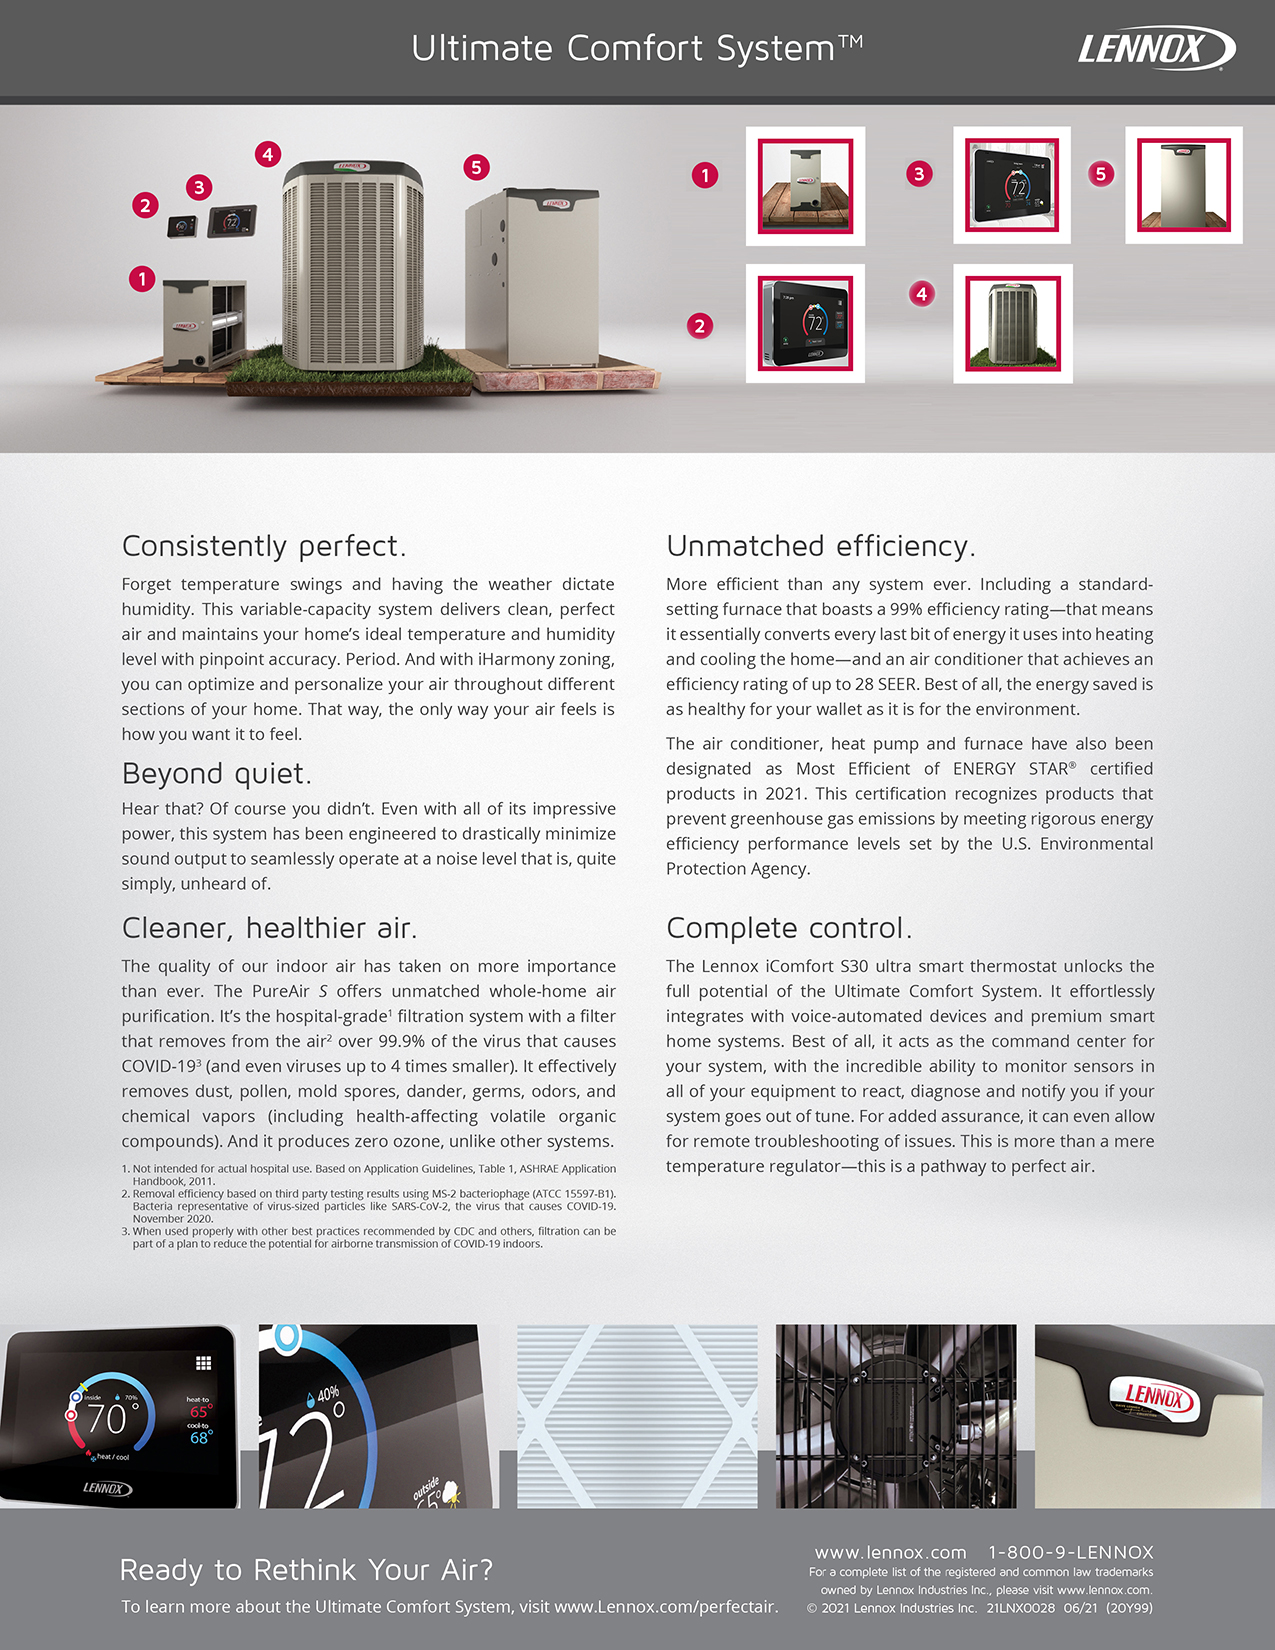 Ultimate Comfort System™
LENNOX
1
2
3
4
5
LENNOX
LENNOX
LENNOX
72
72
1
2
3
4
5
72
72
LENNOX
Consistently perfect.
Forget temperature swings and having the weather dictate
humidity. This variable-capacity system delivers clean, perfect
air and maintains your home’s ideal temperature and humidity
level with pinpoint accuracy. Period. And with iHarmony zoning,
you can optimize and personalize your air throughout different
sections of your home. That way, the only way your air feels is
how you want it to feel.
Beyond quiet.
Hear that? Of course you didn’t. Even with all of its impressive
power, this system has been engineered to drastically minimize
sound output to seamlessly operate at a noise level that is, quite
simply, unheard of.
Cleaner, healthier air.
The quality of our indoor air has taken on more importance
than ever. The PureAir S offers unmatched whole-home air
purification. It’s the hospital-grade¹ filtration system with a filter
that removes from the air² over 99.9% of the virus that causes
COVID-19³ (and even viruses up to 4 times smaller). It effectively
removes dust, pollen, mold spores, dander, germs, odors, and
chemical vapors (including health-affecting volatile organic
compounds). And it produces zero ozone, unlike other systems.
1. Not intended for actual hospital use. Based on Application Guidelines, Table 1, ASHRAE Application
Handbook, 2011.
2. Removal efficiency based on third party testing results using MS-2 bacteriophage (ATCC 15597-B1).
Bacteria representative of virus-sized particles like SARS-CoV-2, the virus that causes COVID-19.
November 2020.
3. When used properly with other best practices recommended by CDC and others, filtration can be
part of a plan to reduce the potential for airborne transmission of COVID-19 indoors.
Unmatched efficiency.
More efficient than any system ever. Including a standard-
setting furnace that boasts a 99% efficiency rating—that means
it essentially converts every last bit of energy it uses into heating
and cooling the home—and an air conditioner that achieves an
efficiency rating of up to 28 SEER. Best of all, the energy saved is
as healthy for your wallet as it is for the environment.
The air conditioner, heat pump and furnace have also been
designated as Most Efficient of ENERGY STAR® certified
products in 2021. This certification recognizes products that
prevent greenhouse gas emissions by meeting rigorous energy
efficiency performance levels set by the U.S. Environmental
Protection Agency.
Complete control.
The Lennox iComfort S30 ultra smart thermostat unlocks the
full potential of the Ultimate Comfort System. It effortlessly
integrates with voice-automated devices and premium smart
home systems. Best of all, it acts as the command center for
your system, with the incredible ability to monitor sensors in
all of your equipment to react, diagnose and notify you if your
system goes out of tune. For added assurance, it can even allow
for remote troubleshooting of issues. This is more than a mere
temperature regulator—this is a pathway to perfect air.
inside 70%
70°
heat-to
65°
cool-to
68°
heat / cool
LENNOX
40%
72°
outside
65°
LENNOX
Ready to Rethink Your Air?
To learn more about the Ultimate Comfort System, visit www.Lennox.com/perfectair.
www.lennox.com 1-800-9-LENNOX
For a complete list of the registered and common law trademarks
owned by Lennox Industries Inc., please visit www.lennox.com.
© 2021 Lennox Industries Inc. 21LNX0028 06/21 (20Y99)